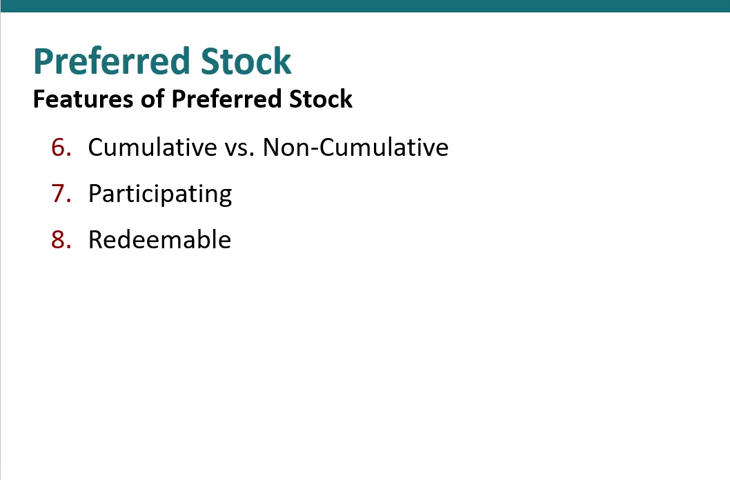 Preferred Stock
Features of Preferred Stock
6. Cumulative vs. Non-Cumulative
7. Participating
8. Redeemable